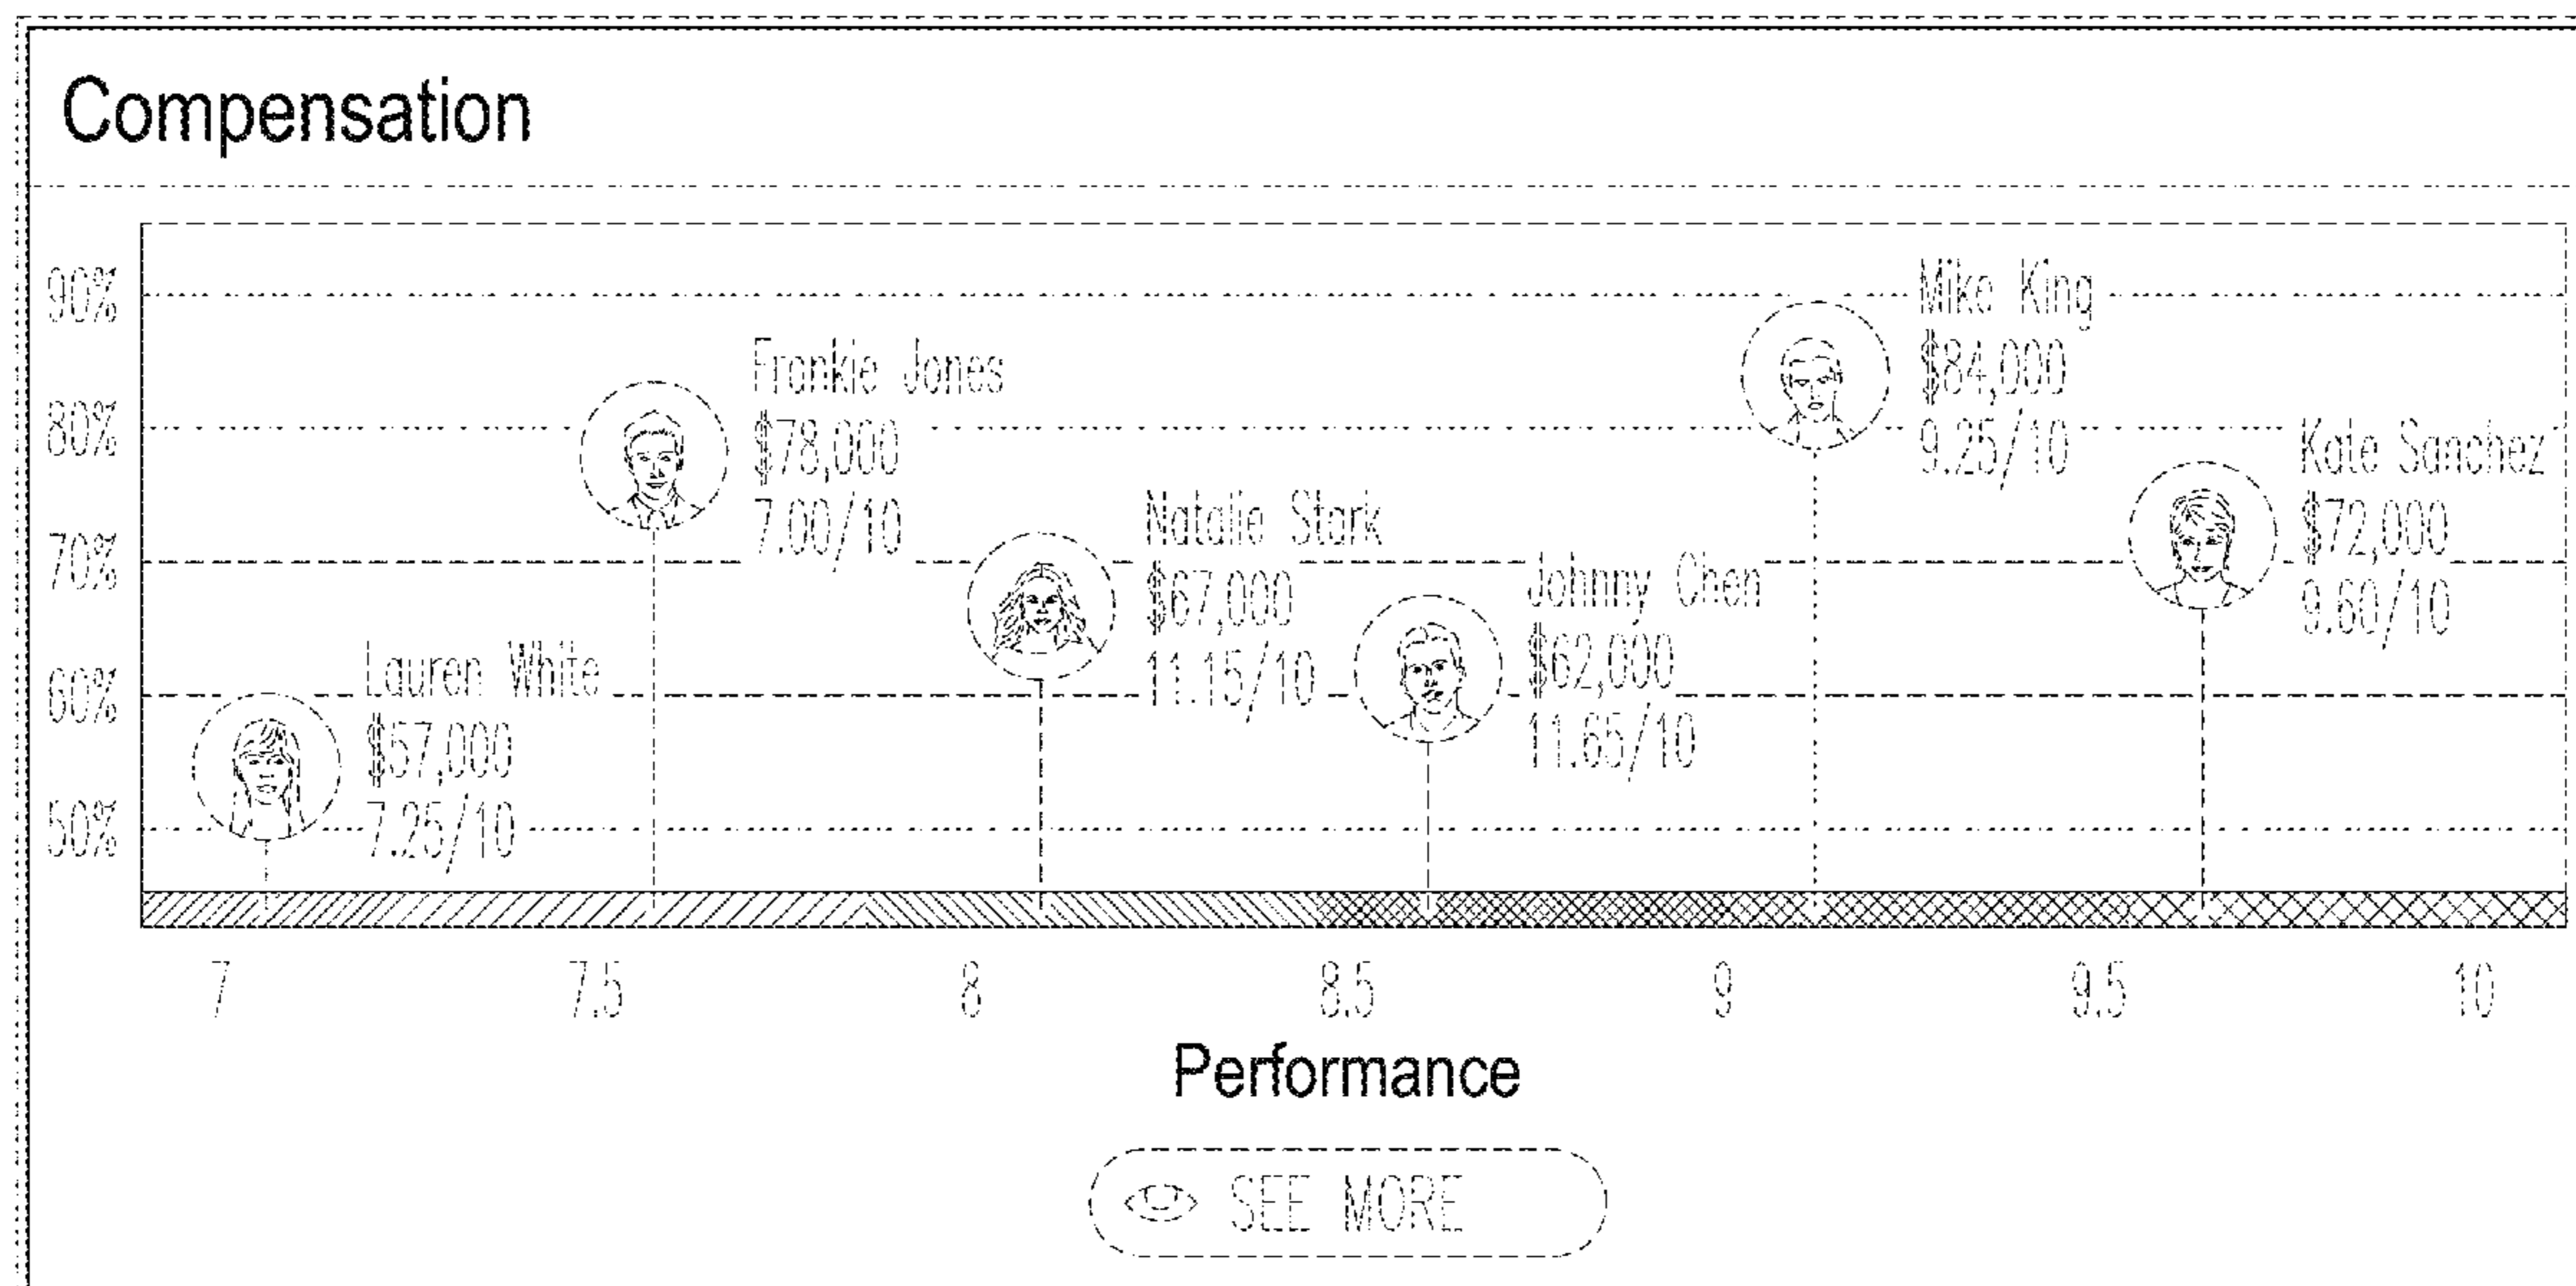 Compensation
90%
80%
70%
60%
50%
Lauren White
$57,000
7.25/10
Frankie Jones
$78,000
7.00/10
Natalie Stark
$67,000
11.15/10
Johnny Chen
$62,000
11.65/10
Mike King
$84,000
9.25/10
Kate Sanchez
$72,000
9.60/10
7 7.5 8 8.5 9 9.5 10
Performance
SEE MORE